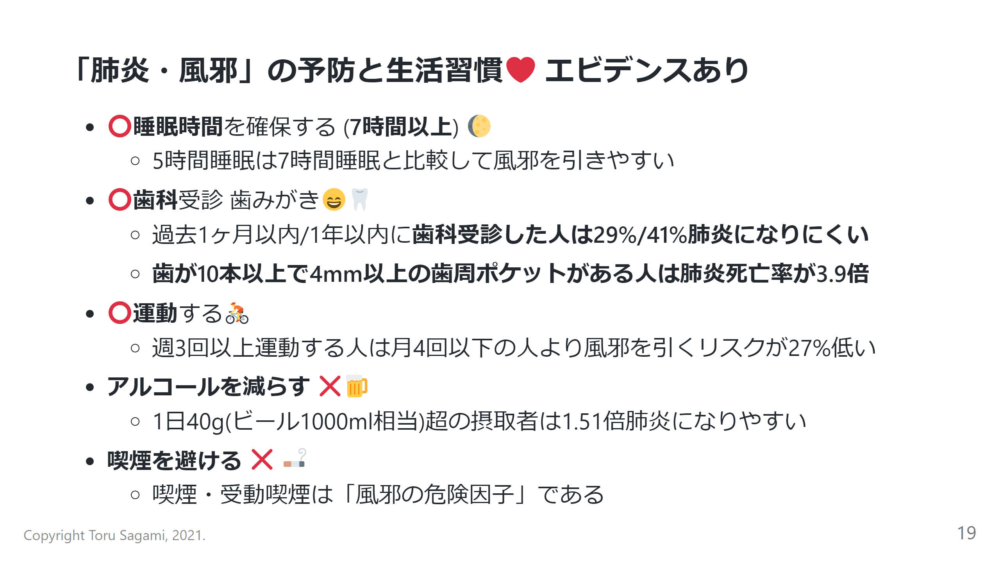 「肺炎・風邪」の予防と生活習慣❤️ エビデンスあり
• ⭕睡眠時間を確保する (7時間以上) 🌔
◦ 5時間睡眠は7時間睡眠と比較して風邪を引きやすい
• ⭕歯科受診 歯みがき😄🦷
◦ 過去1ヶ月以内/1年以内に歯科受診した人は29%/41%肺炎になりにくい
◦ 歯が10本以上で4mm以上の歯周ポケットがある人は肺炎死亡率が3.9倍
• ⭕運動する🚴
◦ 週3回以上運動する人は月4回以下の人より風邪を引くリスクが27%低い
• アルコールを減らす ❌🍺
◦ 1日40g(ビール1000ml相当)超の摂取者は1.51倍肺炎になりやすい
• 喫煙を避ける ❌ 🚬
◦ 喫煙・受動喫煙は「風邪の危険因子」である
Copyright Toru Sagami, 2021.
19